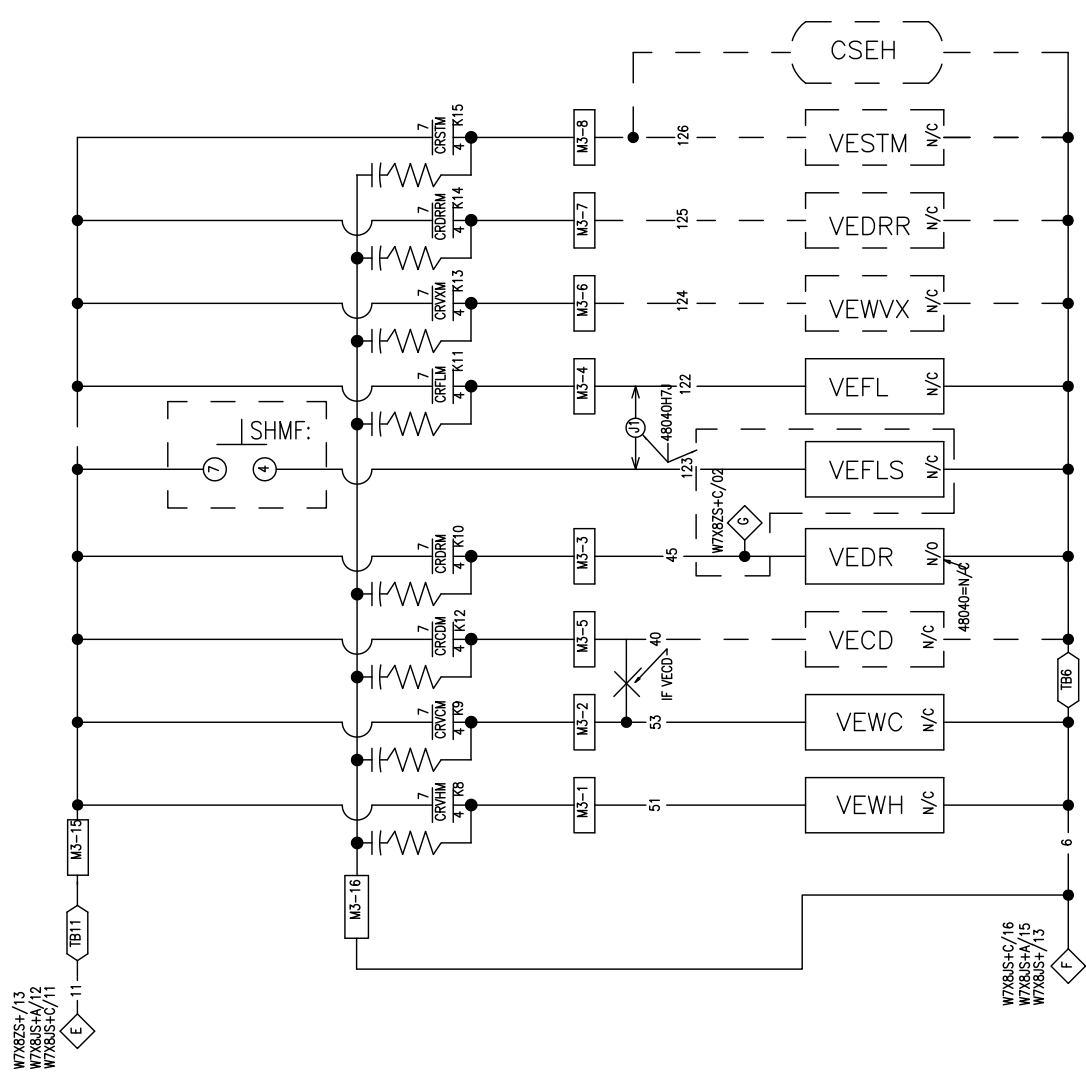 CSEH
7
CRSTM
4 K15
M3-8
126
VESTM
N/C
7
CRDRRM
4 K14
M3-7
125
VEDRR
N/C
7
CRVXM
4 K13
M3-6
124
VEWVX
N/C
7
CRFLM
4 K11
M3-4
122
VEFL
N/C
J1
48040H7J
SHMF:
7
4
123
VEFLS
N/C
W7X8ZS+C/02
G
7
CRDRM
4 K10
M3-3
45
VEDR
N/O
48040=N/C
7
CRCDM
4 K12
M3-5
40
VECD
N/C
IF VECD
TB6
7
CRVCM
4 K9
M3-2
53
VEWC
N/C
7
CRVHM
4 K8
M3-1
51
VEWH
N/C
M3-15
M3-16
6
TB11
11
E
W7X8ZS+/13
W7X8JS+A/12
W7X8JS+C/11
W7X8JS+C/16
W7X8JS+A/15
W7X8JS+/13
F